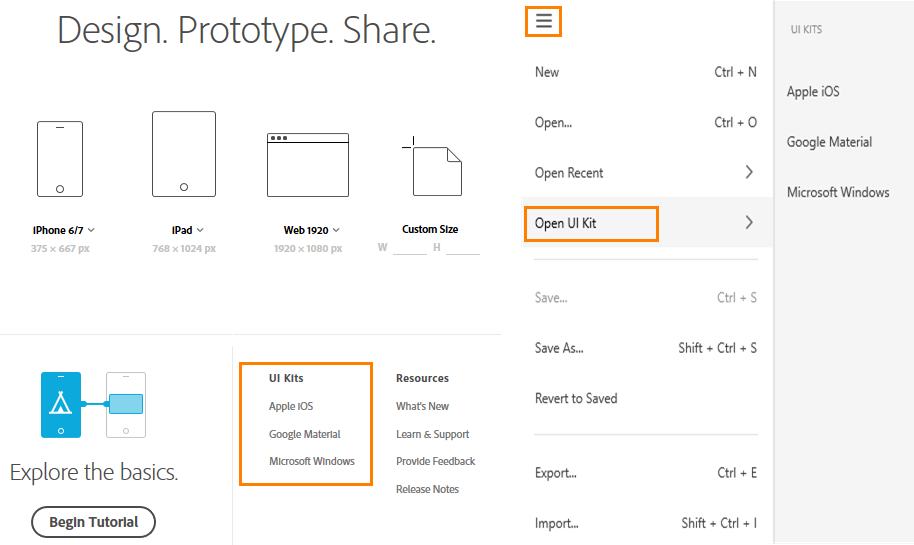 Design. Prototype. Share.
iPhone 6/7
375 × 667 px
iPad
768 × 1024 px
Web 1920
1920 × 1080 px
Custom Size
W H
Explore the basics.
Begin Tutorial
UI Kits
Apple iOS
Google Material
Microsoft Windows
Resources
What's New
Learn & Support
Provide Feedback
Release Notes
New Ctrl + N
Open... Ctrl + O
Open Recent
Open UI Kit
Save... Ctrl + S
Save As... Shift + Ctrl + S
Revert to Saved
Export... Ctrl + E
Import... Shift + Ctrl + I
UI KITS
Apple iOS
Google Material
Microsoft Windows